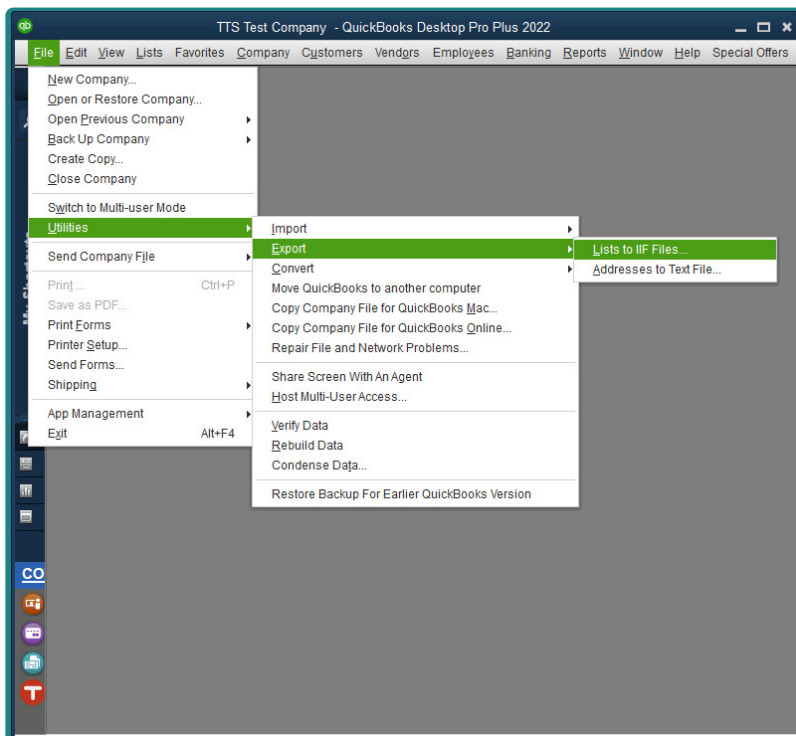 qb
TTS Test Company - QuickBooks Desktop Pro Plus 2022
File Edit View Lists Favorites Company Customers Vendors Employees Banking Reports Window Help Special Offers
New Company...
Open or Restore Company...
Open Previous Company
Back Up Company
Create Copy...
Close Company
Switch to Multi-user Mode
Utilities
Send Company File
Print... Ctrl+P
Save as PDF...
Print Forms
Printer Setup...
Send Forms...
Shipping
App Management
Exit Alt+F4
Import
Export
Convert
Move QuickBooks to another computer
Copy Company File for QuickBooks Mac...
Copy Company File for QuickBooks Online...
Repair File and Network Problems...
Share Screen With An Agent
Host Multi-User Access...
Verify Data
Rebuild Data
Condense Data...
Restore Backup For Earlier QuickBooks Version
Lists to IIF Files...
Addresses to Text File...
CO
T